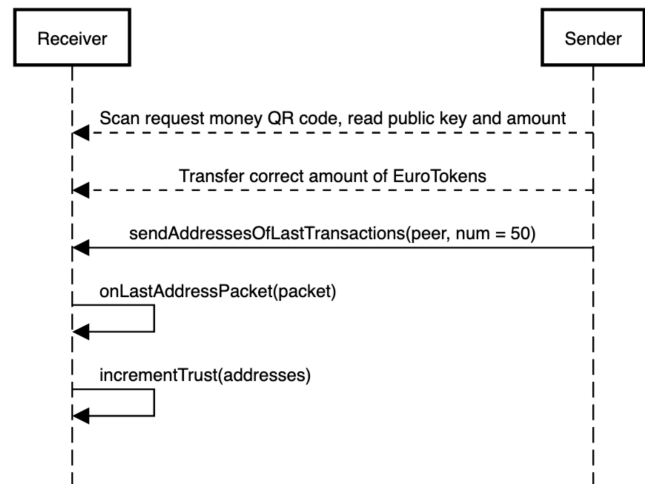 Receiver
Sender
Scan request money QR code, read public key and amount
Transfer correct amount of EuroTokens
sendAddressesOfLastTransactions(peer, num = 50)
onLastAddressPacket(packet)
incrementTrust(addresses)